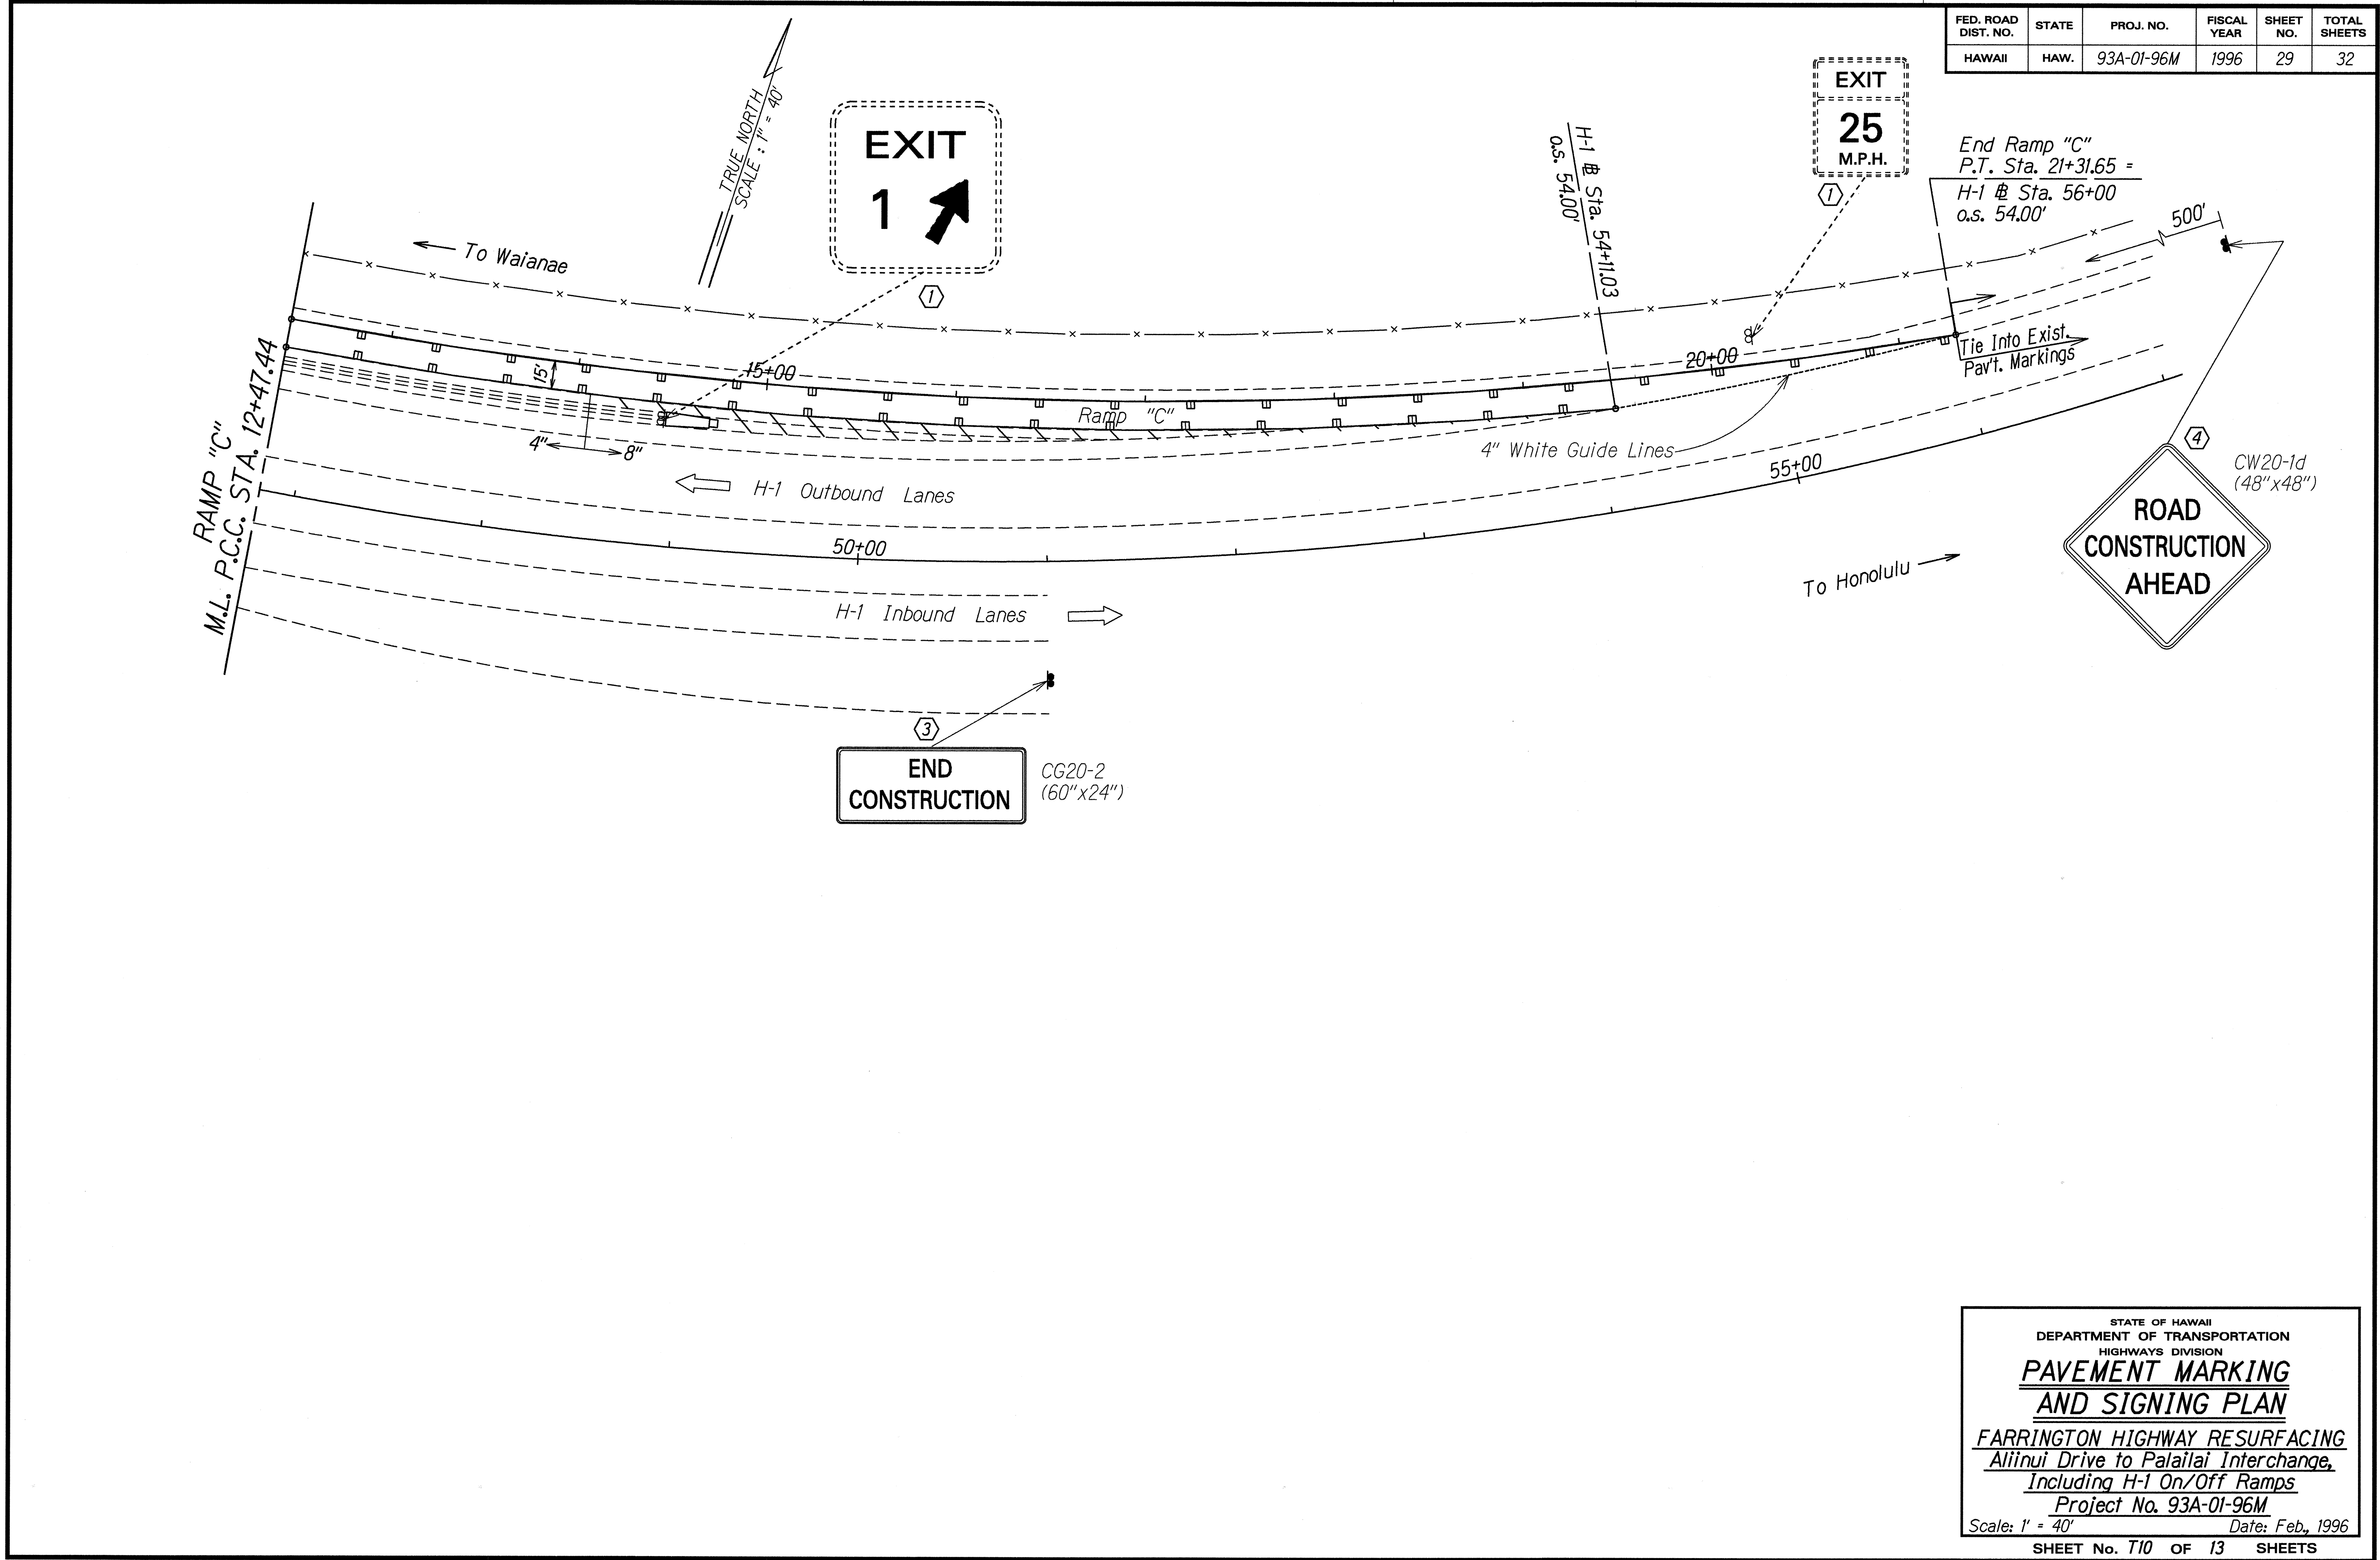 FED. ROAD DIST. NO. STATE PROJ. NO. FISCAL YEAR SHEET NO. TOTAL SHEETS
HAWAII HAW. 93A-01-96M 1996 29 32
TRUE NORTH
SCALE : 1" = 40'
EXIT
1
1
EXIT
25
M.P.H.
1
H-1 ℄ Sta. 54+11.03
o.s. 54.00'
End Ramp "C"
P.T. Sta. 21+31.65 =
H-1 ℄ Sta. 56+00
o.s. 54.00'
500'
To Waianae
15'
15+00
Ramp "C"
20+00
Tie Into Exist.
Pav't. Markings
4" 8"
4" White Guide Lines
RAMP "C"
M.L. P.C.C. STA. 12+47.44
H-1 Outbound Lanes
50+00
55+00
H-1 Inbound Lanes
To Honolulu
4
CW20-1d
(48"x48")
ROAD
CONSTRUCTION
AHEAD
3
END
CONSTRUCTION
CG20-2
(60"x24")
STATE OF HAWAII
DEPARTMENT OF TRANSPORTATION
HIGHWAYS DIVISION
PAVEMENT MARKING
AND SIGNING PLAN
FARRINGTON HIGHWAY RESURFACING
Aliinui Drive to Palailai Interchange,
Including H-1 On/Off Ramps
Project No. 93A-01-96M
Scale: 1' = 40' Date: Feb., 1996
SHEET No. T10 OF 13 SHEETS